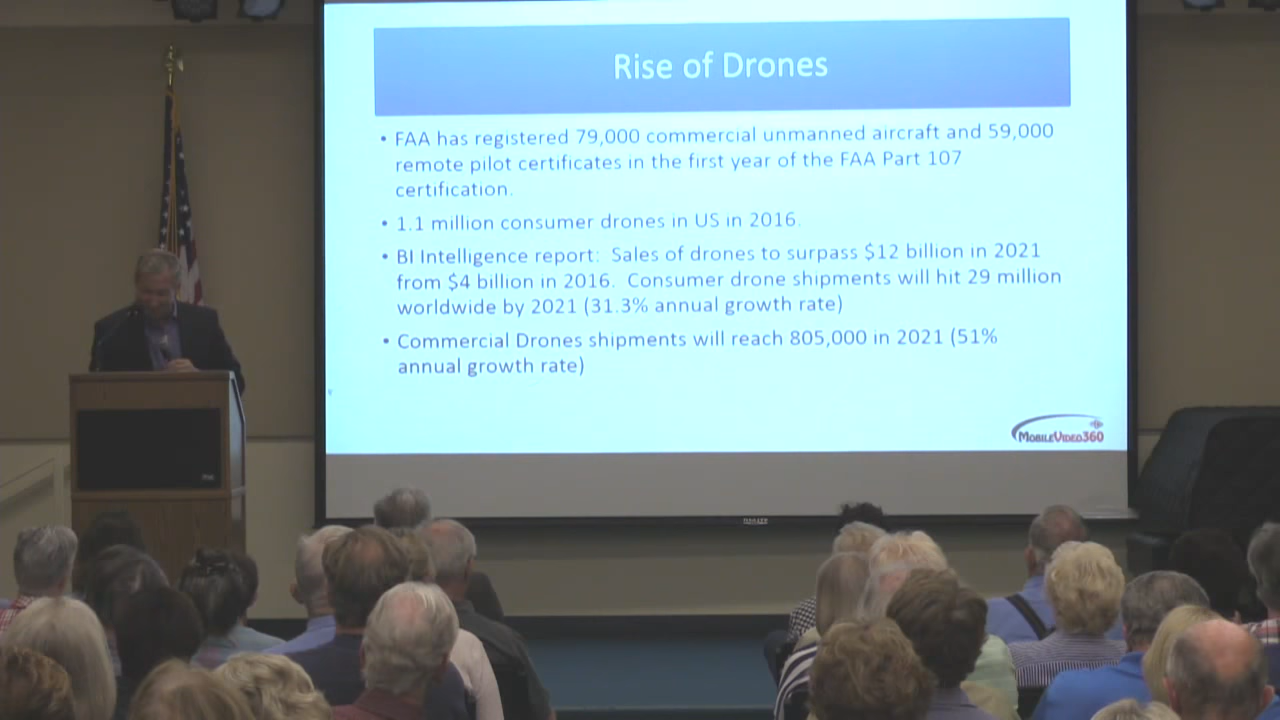 Rise of Drones
• FAA has registered 79,000 commercial unmanned aircraft and 59,000
remote pilot certificates in the first year of the FAA Part 107
certification.
• 1.1 million consumer drones in US in 2016.
• BI Intelligence report: Sales of drones to surpass $12 billion in 2021
from $4 billion in 2016. Consumer drone shipments will hit 29 million
worldwide by 2021 (31.3% annual growth rate)
• Commercial Drones shipments will reach 805,000 in 2021 (51%
annual growth rate)
MOBILEVIDEO360